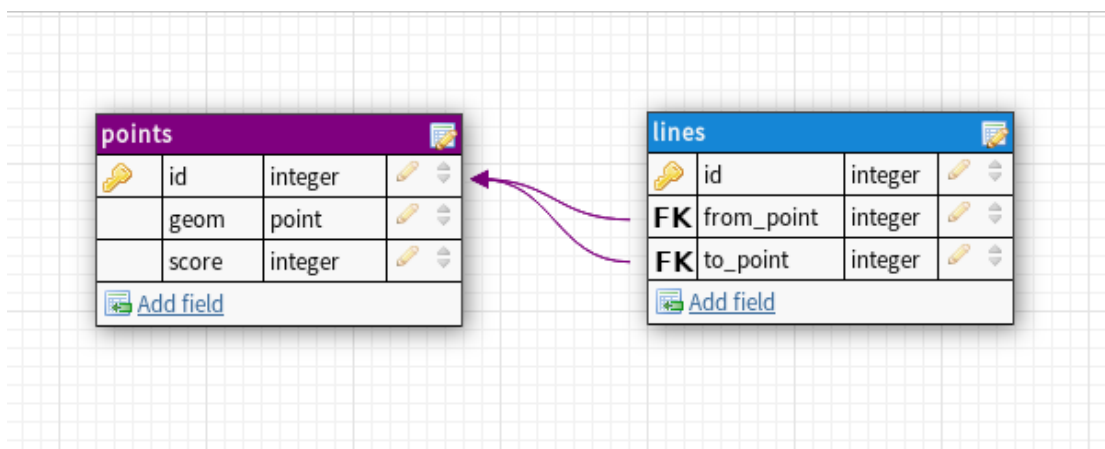 points
id integer
geom point
score integer
Add field
lines
id integer
FK from_point integer
FK to_point integer
Add field